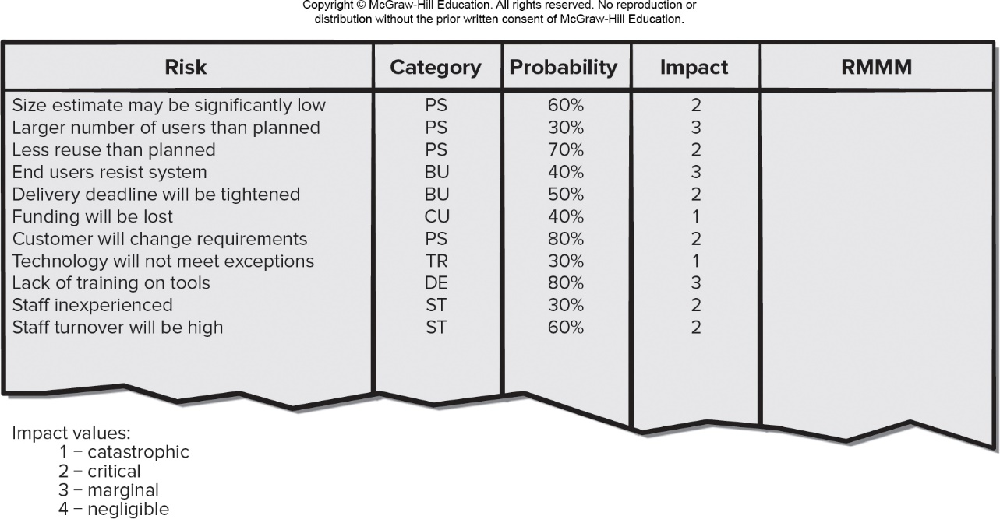 Copyright © McGraw-Hill Education. All rights reserved. No reproduction or
distribution without the prior written consent of McGraw-Hill Education.
Risk Category Probability Impact RMMM
Size estimate may be significantly low PS 60% 2
Larger number of users than planned PS 30% 3
Less reuse than planned PS 70% 2
End users resist system BU 40% 3
Delivery deadline will be tightened BU 50% 2
Funding will be lost CU 40% 1
Customer will change requirements PS 80% 2
Technology will not meet exceptions TR 30% 1
Lack of training on tools DE 80% 3
Staff inexperienced ST 30% 2
Staff turnover will be high ST 60% 2
Impact values:
1 – catastrophic
2 – critical
3 – marginal
4 – negligible